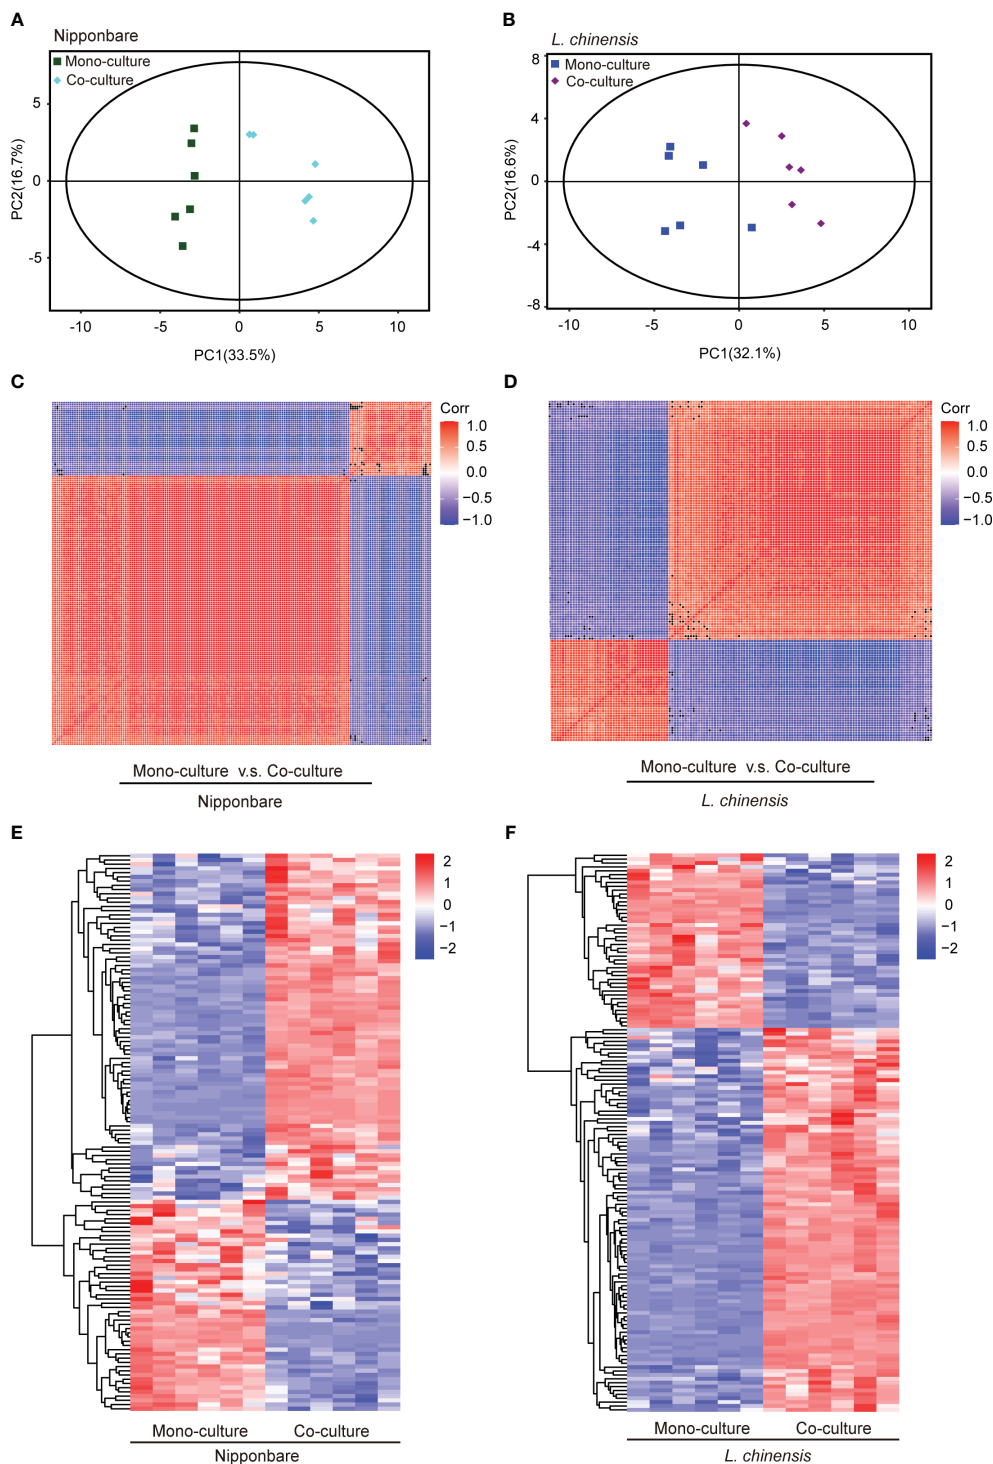 A
Nipponbare
Mono-culture
Co-culture
PC2(16.7%)
5
0
-5
-10
-5
0
5
10
PC1(33.5%)
B
L. chinensis
Mono-culture
Co-culture
PC2(16.6%)
8
4
0
-4
-8
-10
-5
0
5
10
PC1(32.1%)
C
Corr
1.0
0.5
0.0
−0.5
−1.0
Mono-culture v.s. Co-culture
Nipponbare
D
Corr
1.0
0.5
0.0
−0.5
−1.0
Mono-culture v.s. Co-culture
L. chinensis
E
2
1
0
−1
−2
Mono-culture Co-culture
Nipponbare
F
2
1
0
−1
−2
Mono-culture Co-culture
L. chinensis